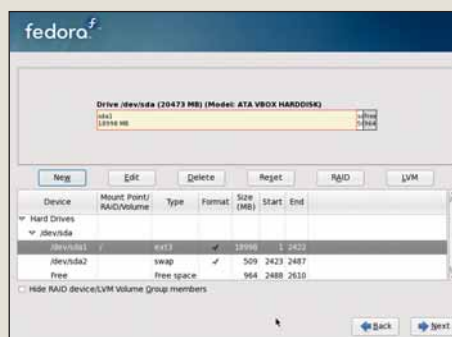 fedora
Drive /dev/sda (20473 MB) (Model: ATA VBOX HARDDISK)
sda1 Free
18998 MB 964
New Edit Delete Reset RAID LVM
Device Mount Point/ RAID/Volume Type Format Size (MB) Start End
Hard Drives
/dev/sda
/dev/sda1 / ext3 ✓ 18998 1 2422
/dev/sda2 swap ✓ 509 2423 2487
Free Free space 964 2488 2610
Hide RAID device/LVM Volume Group members
Back Next